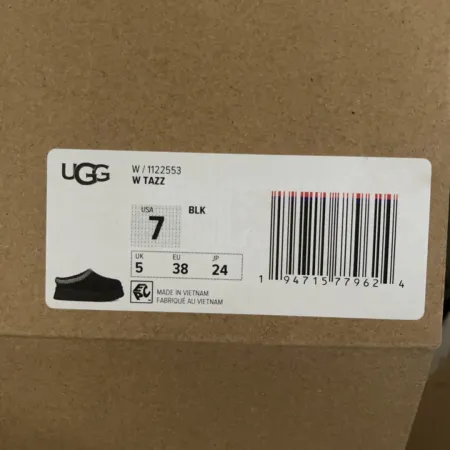 UGG
W / 1122553
W TAZZ
USA
7
BLK
UK EU JP
5 38 24
MADE IN VIETNAM
FABRIQUÉ AU VIETNAM
1 94715 77962 4